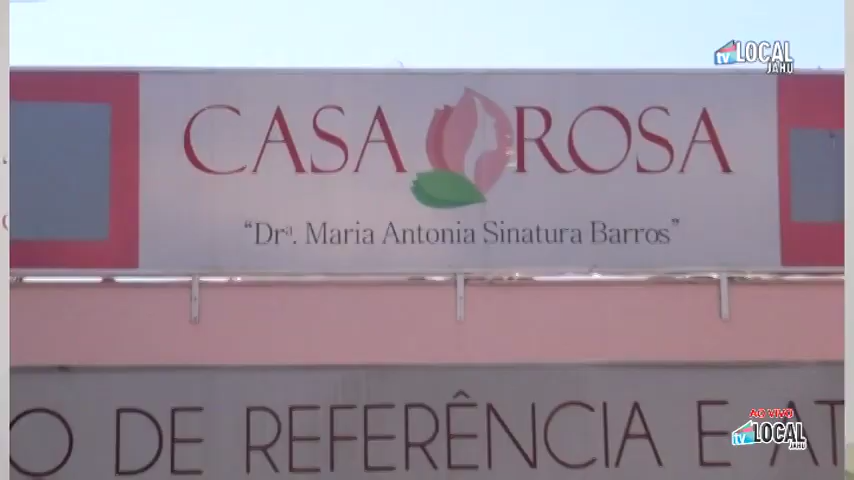 tv LOCAL
JAHU
CASA ROSA
"Drª. Maria Antonia Sinatura Barros"
O DE REFERÊNCIA E AT
AO VIVO
tv LOCAL
JAHU